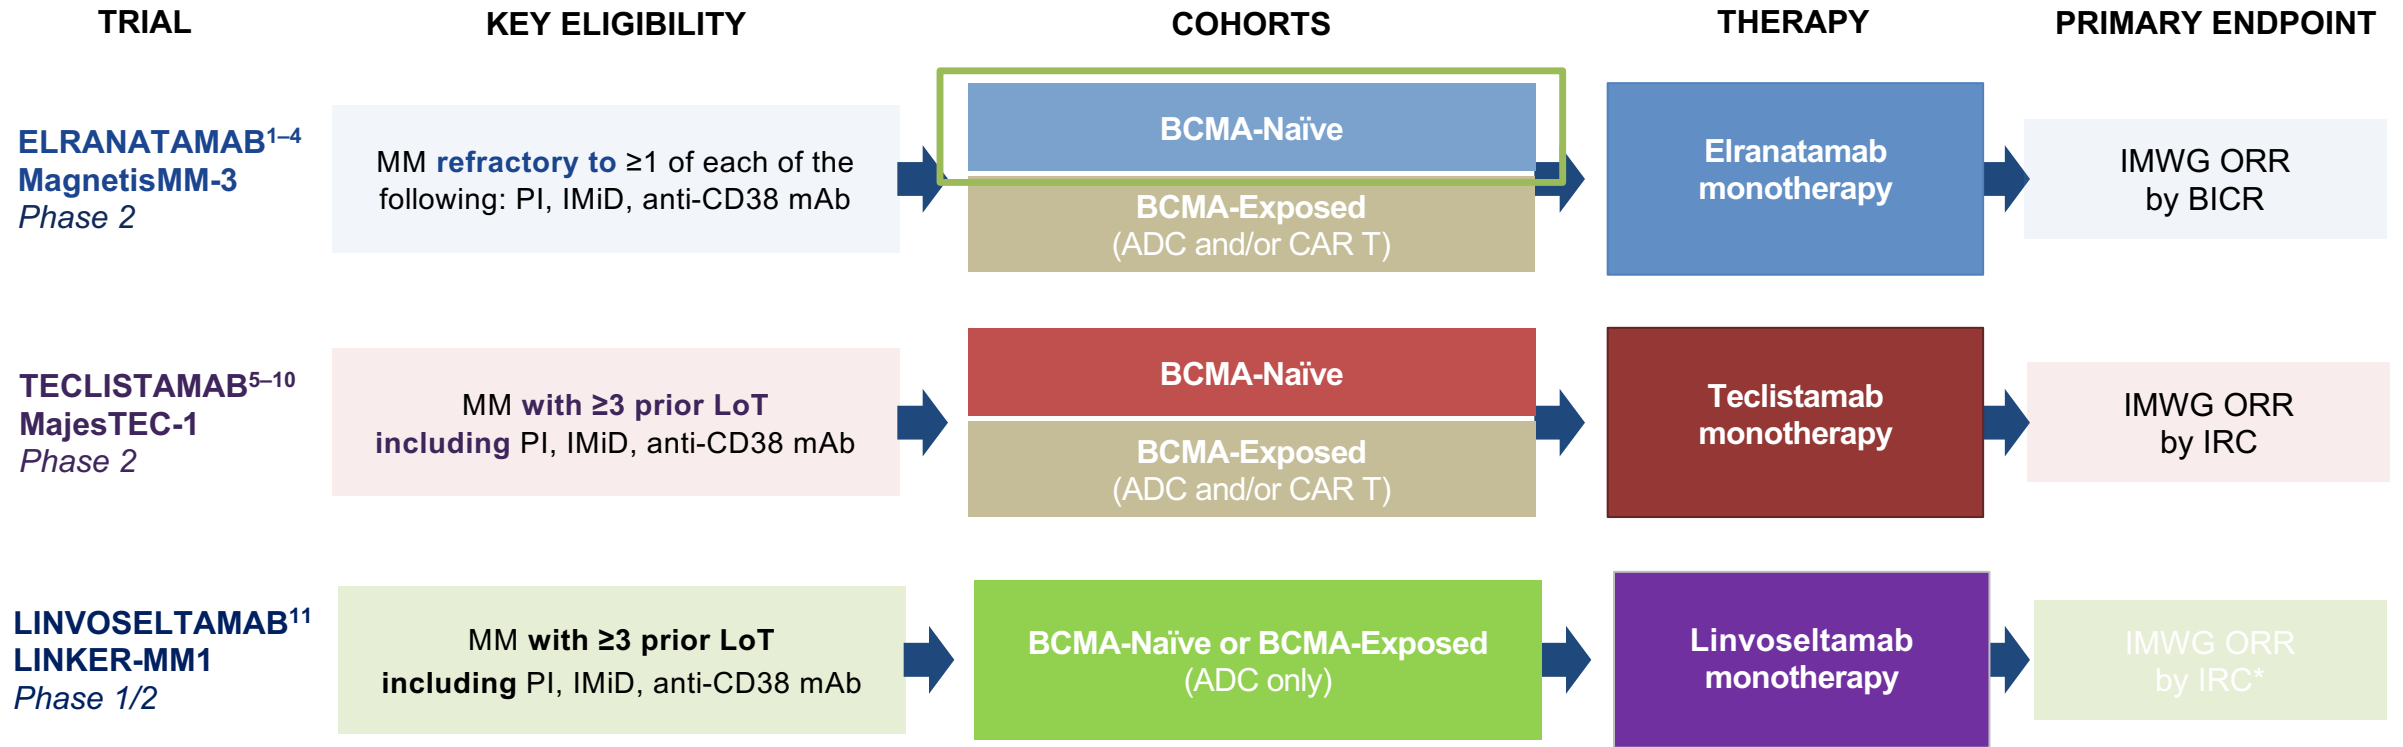 TRIAL
KEY ELIGIBILITY
COHORTS
THERAPY
PRIMARY ENDPOINT
ELRANATAMAB1–4
MagnetisMM-3
Phase 2
MM refractory to ≥1 of each of the
following: PI, IMiD, anti-CD38 mAb
BCMA-Naïve
BCMA-Exposed
(ADC and/or CAR T)
Elranatamab
monotherapy
IMWG ORR
by BICR
TECLISTAMAB5–10
MajesTEC-1
Phase 2
MM with ≥3 prior LoT
including PI, IMiD, anti-CD38 mAb
BCMA-Naïve
BCMA-Exposed
(ADC and/or CAR T)
Teclistamab
monotherapy
IMWG ORR
by IRC
LINVOSELTAMAB11
LINKER-MM1
Phase 1/2
MM with ≥3 prior LoT
including PI, IMiD, anti-CD38 mAb
BCMA-Naïve or BCMA-Exposed
(ADC only)
Linvoseltamab
monotherapy
IMWG ORR
by IRC*